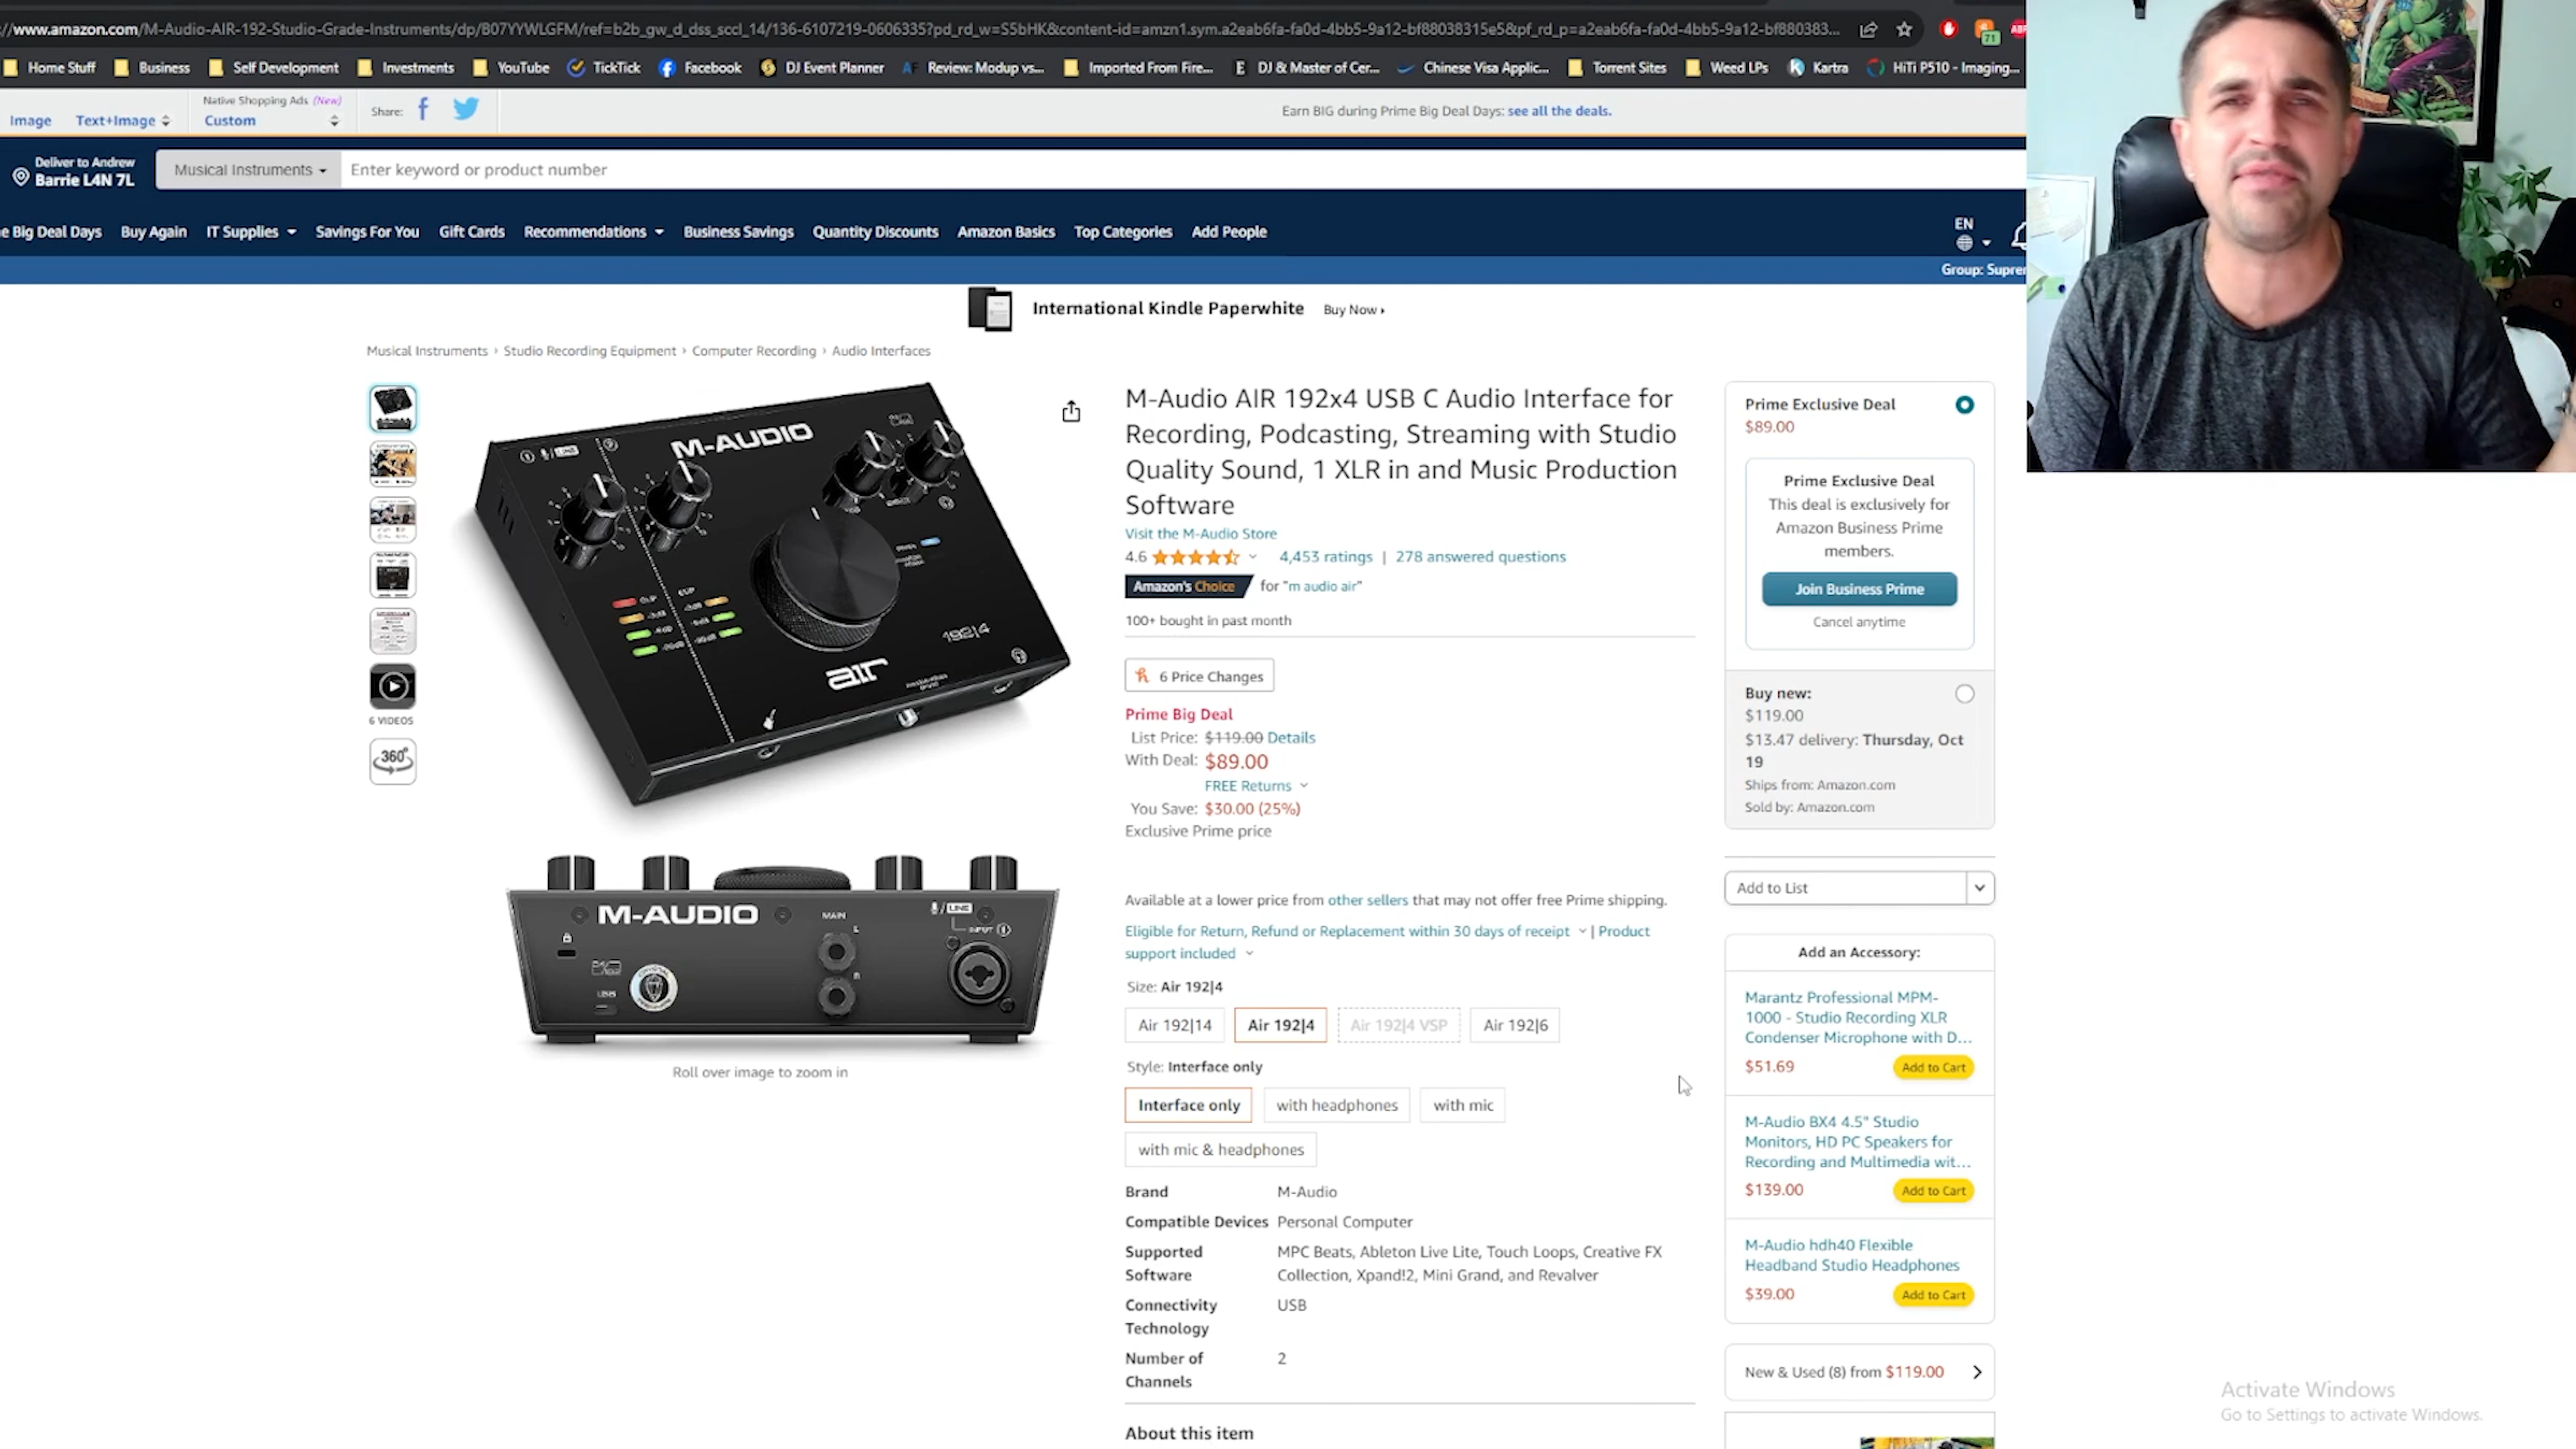 ://www.amazon.com/M-Audio-AIR-192-Studio-Grade-Instruments/dp/B07YYWLGFM/ref=b2b_gw_d_dss_sccl_14/136-6107219-0606335?pd_rd_w=S5bHK&content-id=amzn1.sym.a2eab6fa-fa0d-4bb5-9a12-bf88038315e5&pf_rd_p=a2eab6fa-fa0d-4bb5-9a12-bf880383...
71
ABP
Home Stuff Business Self Development Investments YouTube TickTick Facebook DJ Event Planner Review: Modup vs... Imported From Fire... DJ & Master of Cer... Chinese Visa Applic... Torrent Sites Weed LPs Kartra HiTi P510 - Imaging...
Native Shopping Ads (New)
Image Text+Image Custom Share:
Earn BIG during Prime Big Deal Days: see all the deals.
Deliver to Andrew
Barrie L4N 7L
Musical Instruments
Enter keyword or product number
e Big Deal Days Buy Again IT Supplies Savings For You Gift Cards Recommendations Business Savings Quantity Discounts Amazon Basics Top Categories Add People
EN
Group: Supre
International Kindle Paperwhite Buy Now ›
Musical Instruments › Studio Recording Equipment › Computer Recording › Audio Interfaces
6 VIDEOS
360°
M-AUDIO
LINE
CLIP
192|4
air
M-AUDIO
MAIN
L
R
LINE
INPUT 1
USB
Roll over image to zoom in
M-Audio AIR 192x4 USB C Audio Interface for
Recording, Podcasting, Streaming with Studio
Quality Sound, 1 XLR in and Music Production
Software
Visit the M-Audio Store
4.6 4,453 ratings | 278 answered questions
Amazon's Choice for "m audio air"
100+ bought in past month
6 Price Changes
Prime Big Deal
List Price: $119.00 Details
With Deal: $89.00
FREE Returns
You Save: $30.00 (25%)
Exclusive Prime price
Available at a lower price from other sellers that may not offer free Prime shipping.
Eligible for Return, Refund or Replacement within 30 days of receipt | Product
support included
Size: Air 192|4
Air 192|14 Air 192|4 Air 192|4 VSP Air 192|6
Style: Interface only
Interface only with headphones with mic
with mic & headphones
Brand M-Audio
Compatible Devices Personal Computer
Supported Software MPC Beats, Ableton Live Lite, Touch Loops, Creative FX
Collection, Xpand!2, Mini Grand, and Revalver
Connectivity Technology USB
Number of Channels 2
About this item
Prime Exclusive Deal
$89.00
Prime Exclusive Deal
This deal is exclusively for
Amazon Business Prime
members.
Join Business Prime
Cancel anytime
Buy new:
$119.00
$13.47 delivery: Thursday, Oct
19
Ships from: Amazon.com
Sold by: Amazon.com
Add to List
Add an Accessory:
Marantz Professional MPM-
1000 - Studio Recording XLR
Condenser Microphone with D...
$51.69 Add to Cart
M-Audio BX4 4.5" Studio
Monitors, HD PC Speakers for
Recording and Multimedia wit...
$139.00 Add to Cart
M-Audio hdh40 Flexible
Headband Studio Headphones
$39.00 Add to Cart
New & Used (8) from $119.00
Activate Windows
Go to Settings to activate Windows.